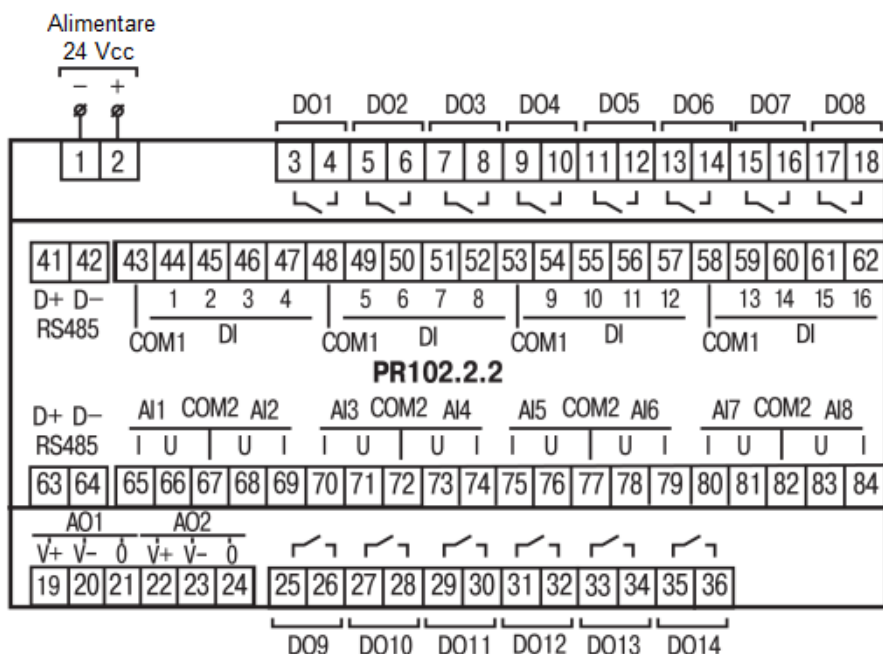 Alimentare
24 Vcc
– +
DO1 DO2 DO3 DO4 DO5 DO6 DO7 DO8
1 2 3 4 5 6 7 8 9 10 11 12 13 14 15 16 17 18
41 42 43 44 45 46 47 48 49 50 51 52 53 54 55 56 57 58 59 60 61 62
D+ D– 1 2 3 4 5 6 7 8 9 10 11 12 13 14 15 16
RS485 COM1 DI COM1 DI COM1 DI COM1 DI
PR102.2.2
D+ D– AI1 COM2 AI2 AI3 COM2 AI4 AI5 COM2 AI6 AI7 COM2 AI8
RS485 I U U I I U U I I U U I I U U I
63 64 65 66 67 68 69 70 71 72 73 74 75 76 77 78 79 80 81 82 83 84
AO1 AO2
V+ V– 0 V+ V– 0
19 20 21 22 23 24 25 26 27 28 29 30 31 32 33 34 35 36
DO9 DO10 DO11 DO12 DO13 DO14